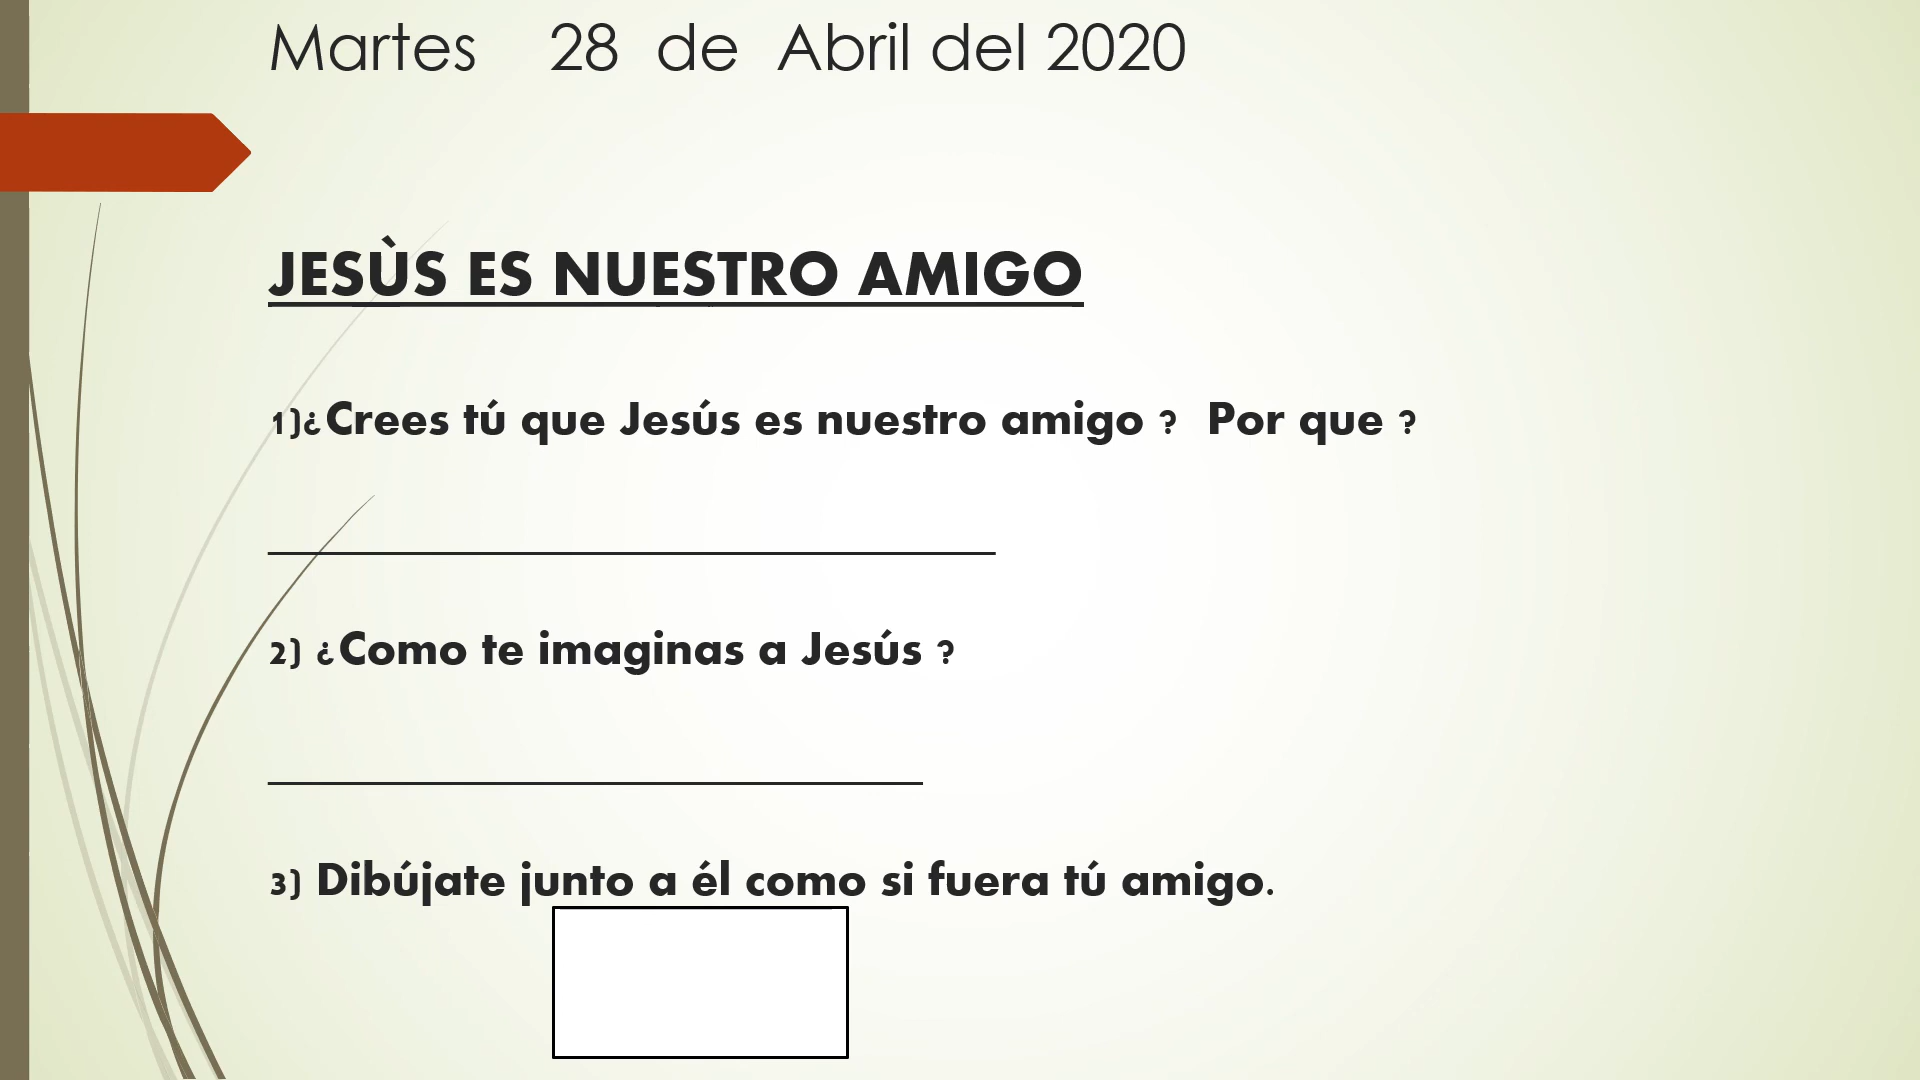 Martes 28 de Abril del 2020
JESÙS ES NUESTRO AMIGO
1)¿Crees tú que Jesús es nuestro amigo ? Por que ?
2) ¿Como te imaginas a Jesús ?
3) Dibújate junto a él como si fuera tú amigo.